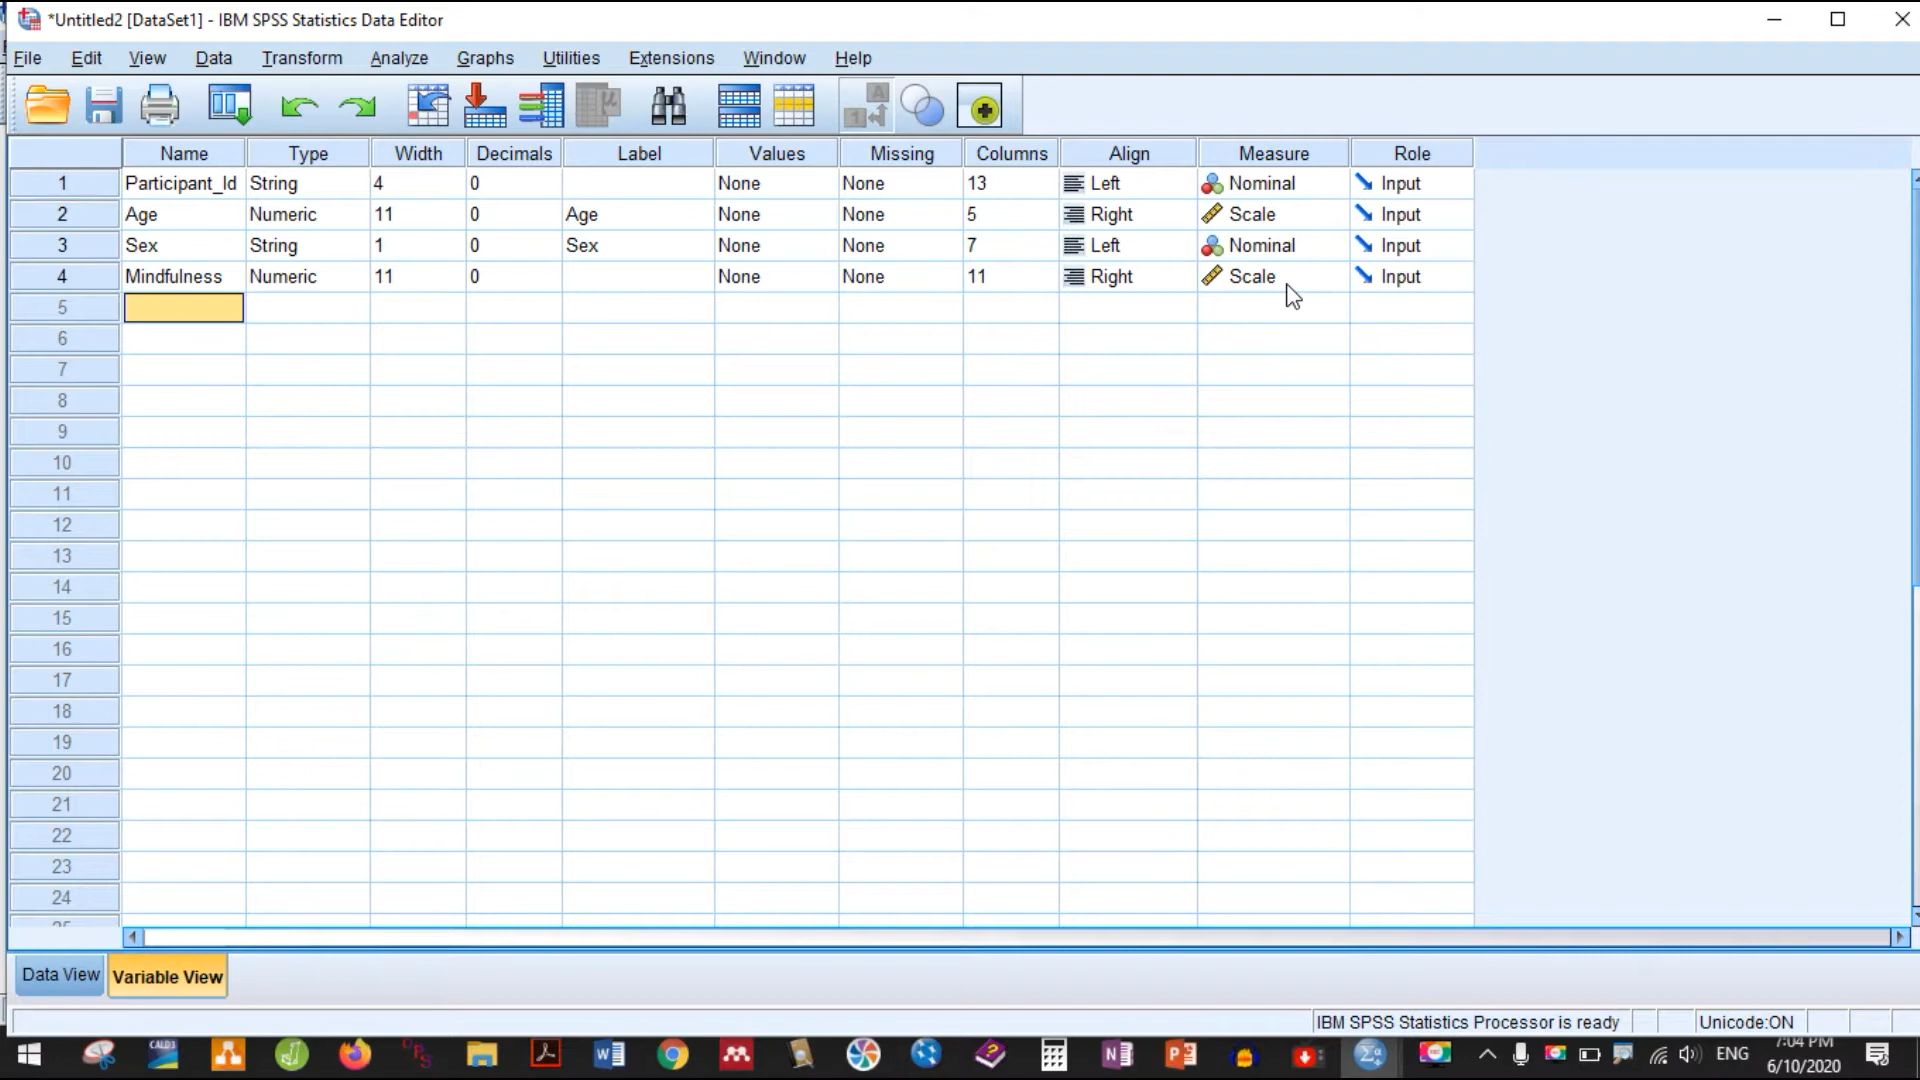 *Untitled2 [DataSet1] - IBM SPSS Statistics Data Editor
File Edit View Data Transform Analyze Graphs Utilities Extensions Window Help
Name Type Width Decimals Label Values Missing Columns Align Measure Role
1 Participant_Id String 4 0 None None 13 Left Nominal Input
2 Age Numeric 11 0 Age None None 5 Right Scale Input
3 Sex String 1 0 Sex None None 7 Left Nominal Input
4 Mindfulness Numeric 11 0 None None 11 Right Scale Input
5
6
7
8
9
10
11
12
13
14
15
16
17
18
19
20
21
22
23
24
25
Data View Variable View
IBM SPSS Statistics Processor is ready Unicode:ON
CALD3 ENG 7:04 PM
6/10/2020